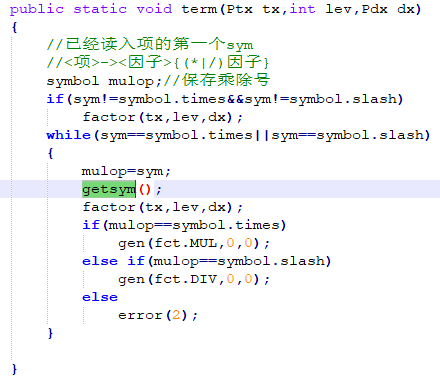 public static void term(Ptx tx,int lev,Pdx dx)
{
//已经读入项的第一个sym
//<项>-><因子>{(*|/)因子}
symbol mulop;//保存乘除号
if(sym!=symbol.times&&sym!=symbol.slash)
factor(tx,lev,dx);
while(sym==symbol.times||sym==symbol.slash)
{
mulop=sym;
getsym();
factor(tx,lev,dx);
if(mulop==symbol.times)
gen(fct.MUL,0,0);
else if(mulop==symbol.slash)
gen(fct.DIV,0,0);
else
error(2);
}
}